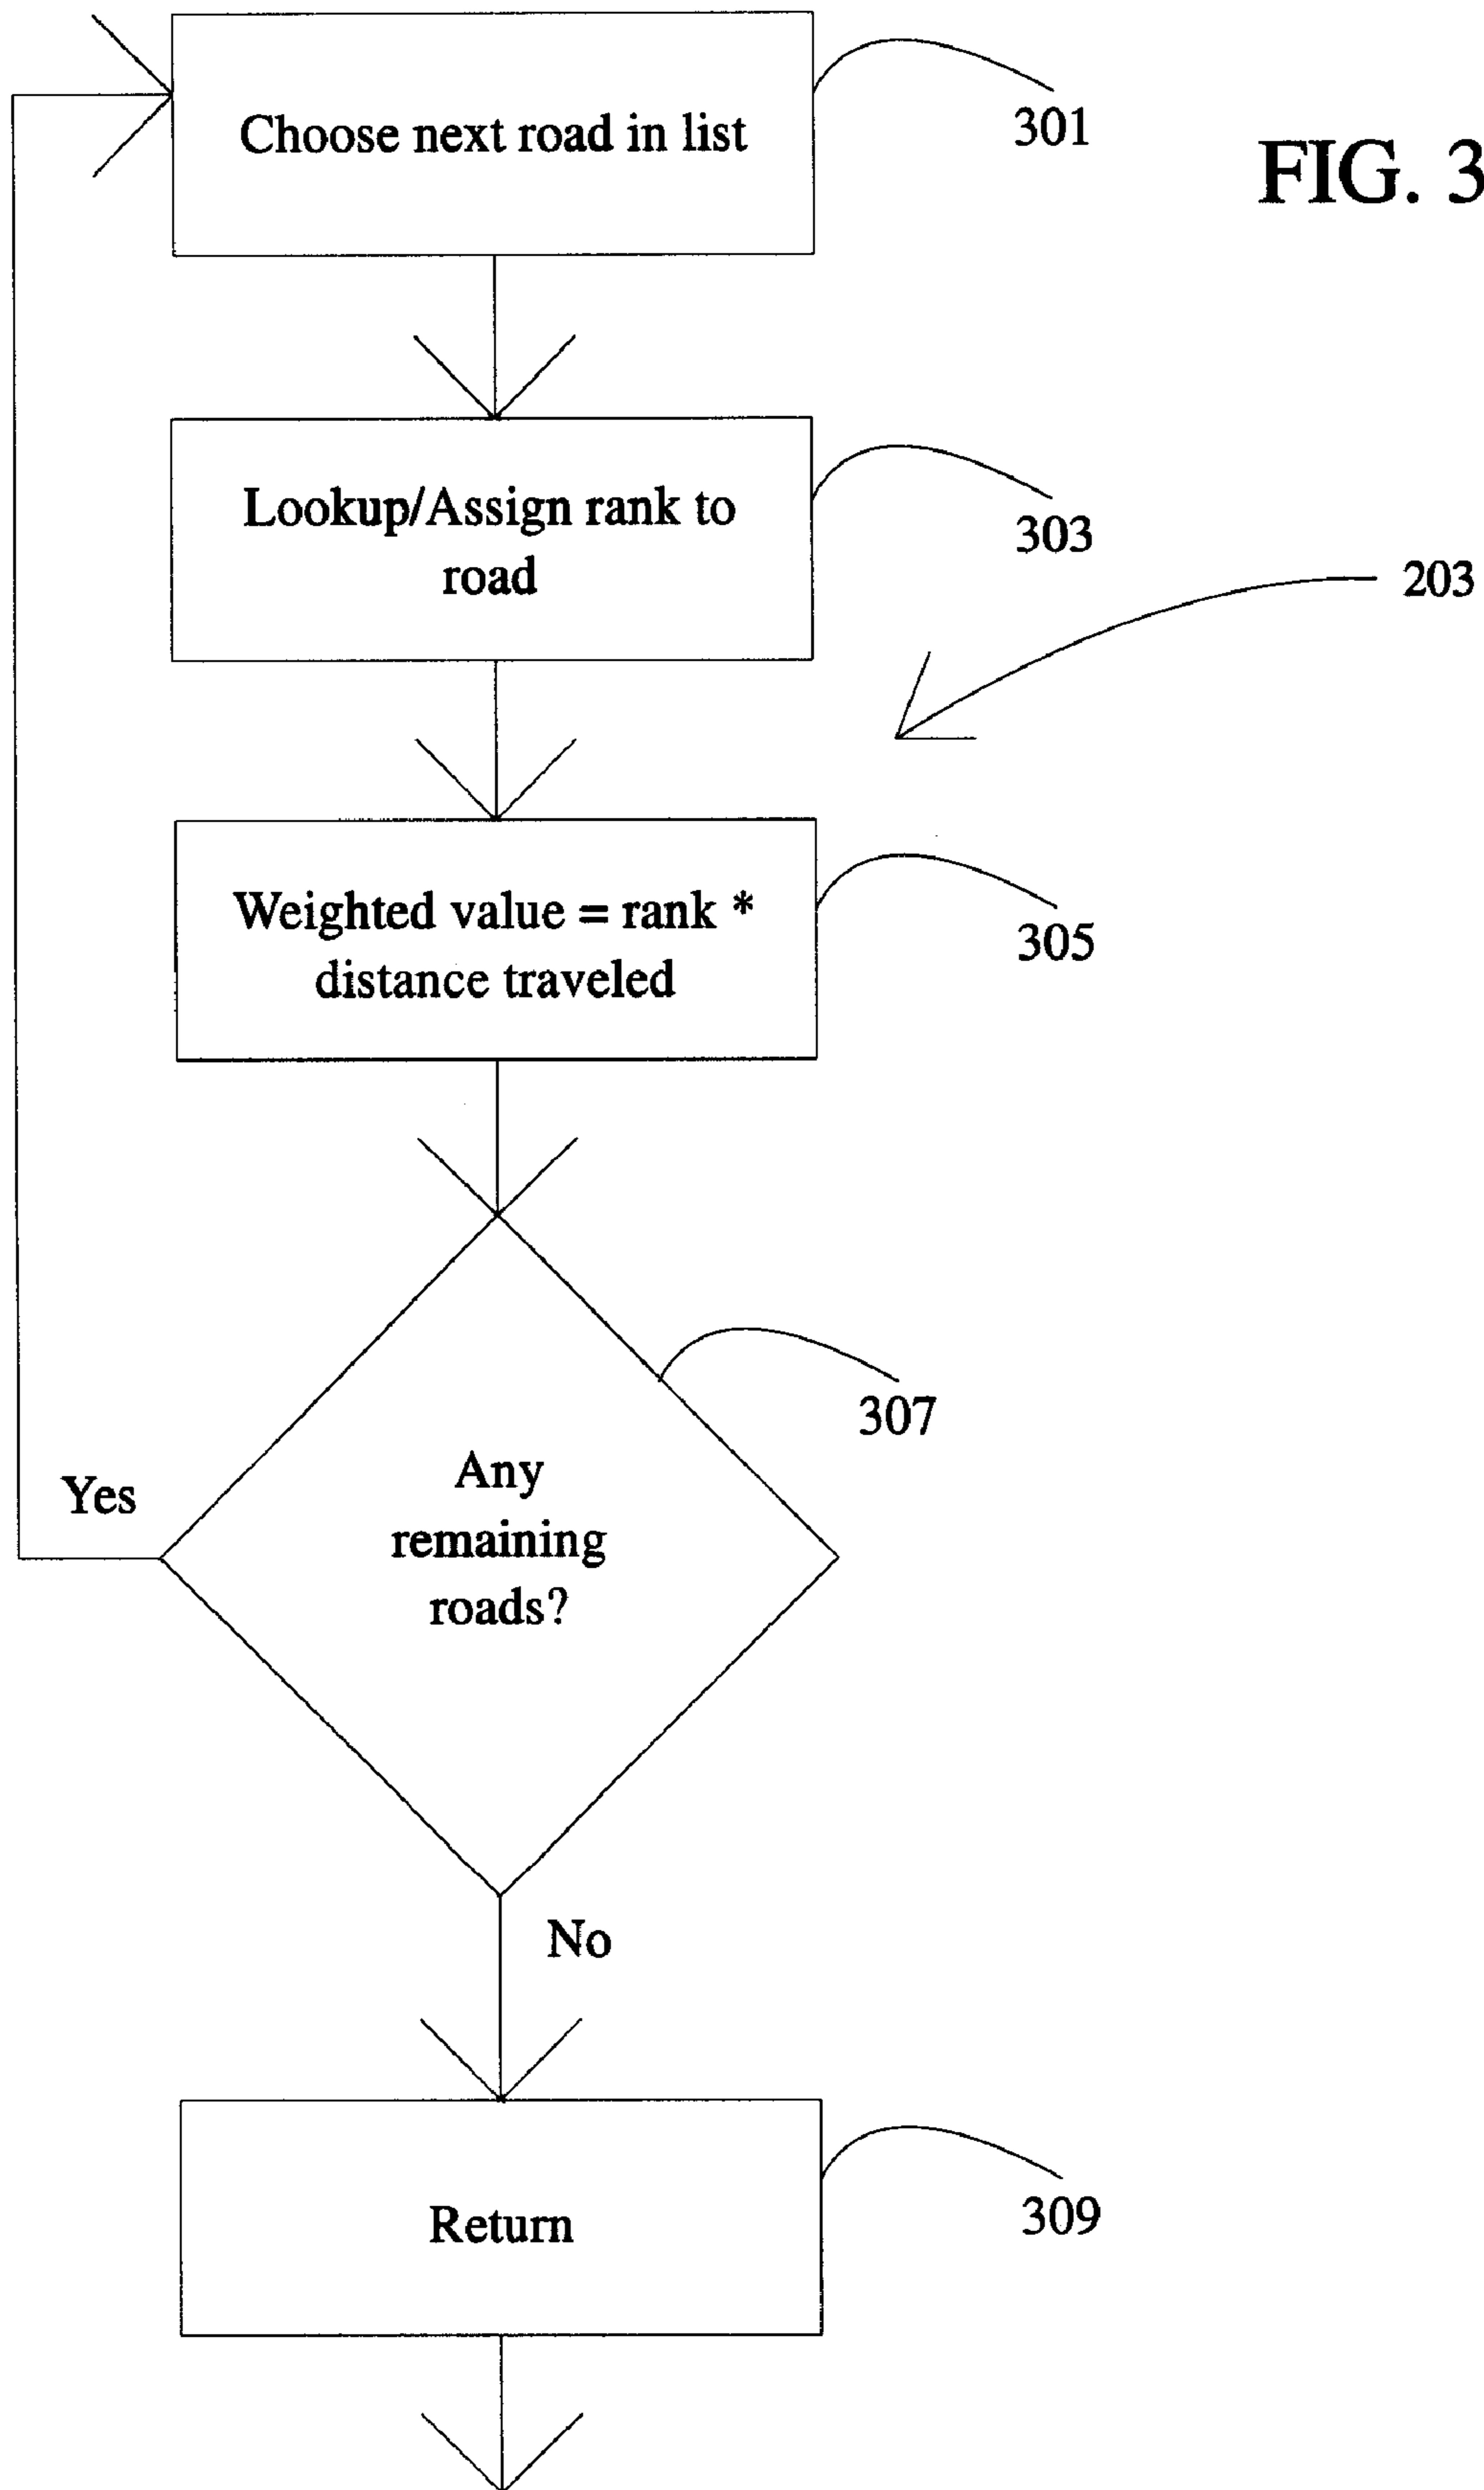 Choose next road in list
301
FIG. 3
Lookup/Assign rank to
road
303
203
Weighted value = rank *
distance traveled
305
307
Any
remaining
roads?
Yes
No
Return
309